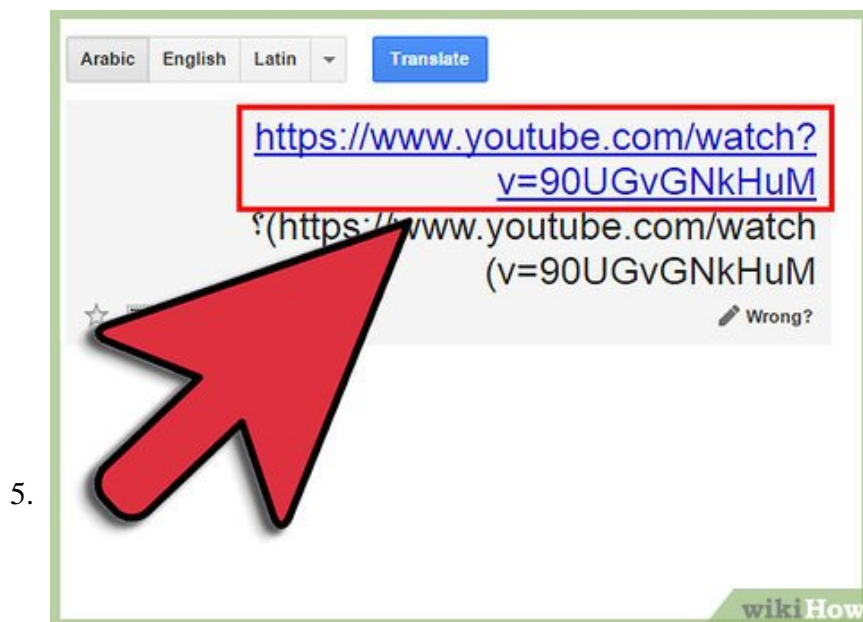 Arabic English Latin Translate
https://www.youtube.com/watch?
v=90UGvGNkHuM
؟(https://www.youtube.com/watch
(v=90UGvGNkHuM
Wrong?
5.
wikiHow